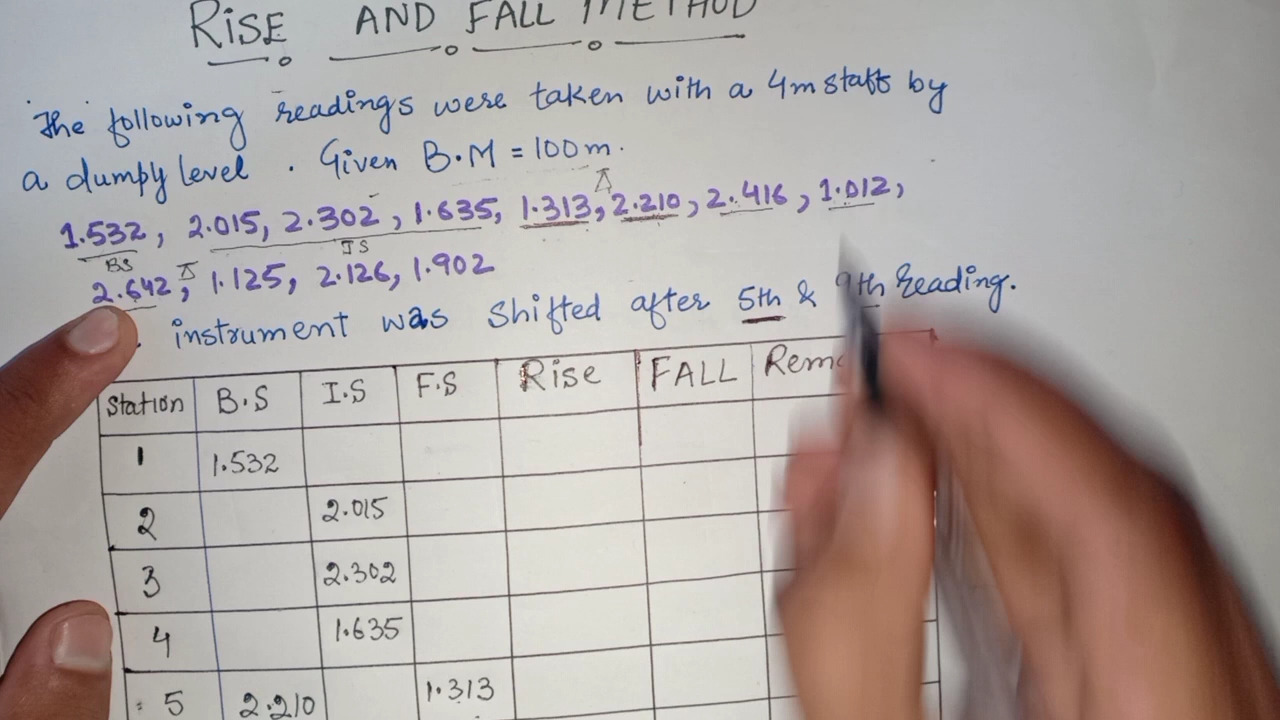 RISE AND FALL METHOD
The following readings were taken with a 4m staff by
a dumpy level. Given B.M = 100m.
1.532, 2.015, 2.302, 1.635, 1.313, 2.210, 2.416, 1.012,
BS IS
2.642, 1.125, 2.126, 1.902
instrument was shifted after 5th & 9th reading.
Station B.S I.S F.S Rise FALL
1 1.532
2 2.015
3 2.302
4 1.635
5 2.210 1.313